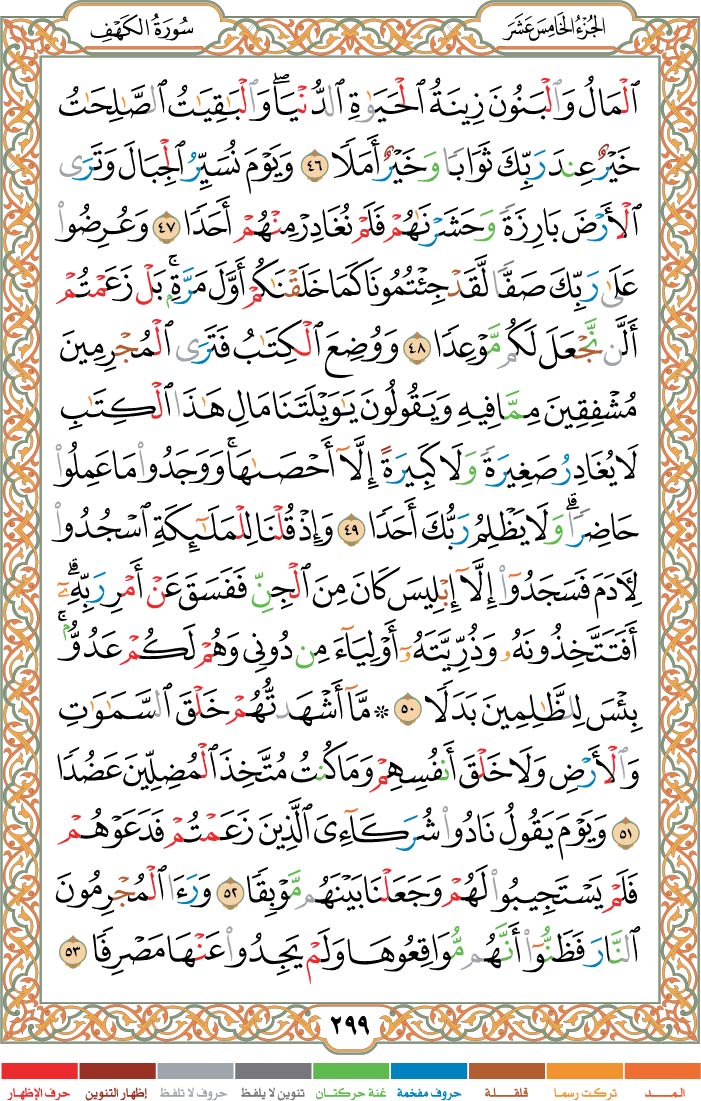 سُورَةُ الكَهْفِ
الجُزْءُ الخَامِسَ عَشَرَ
ٱلْمَالُ وَٱلْبَنُونَ زِينَةُ ٱلْحَيَوٰةِ ٱلدُّنْيَا ۖ وَٱلْبَٰقِيَٰتُ ٱلصَّٰلِحَٰتُ
خَيْرٌ عِندَ رَبِّكَ ثَوَابًا وَخَيْرٌ أَمَلًا ٤٦ وَيَوْمَ نُسَيِّرُ ٱلْجِبَالَ وَتَرَى
ٱلْأَرْضَ بَارِزَةً وَحَشَرْنَٰهُمْ فَلَمْ نُغَادِرْ مِنْهُمْ أَحَدًا ٤٧ وَعُرِضُوا۟
عَلَىٰ رَبِّكَ صَفًّا لَّقَدْ جِئْتُمُونَا كَمَا خَلَقْنَٰكُمْ أَوَّلَ مَرَّةٍۭ ۚ بَلْ زَعَمْتُمْ
أَلَّن نَّجْعَلَ لَكُم مَّوْعِدًا ٤٨ وَوُضِعَ ٱلْكِتَٰبُ فَتَرَى ٱلْمُجْرِمِينَ
مُشْفِقِينَ مِمَّا فِيهِ وَيَقُولُونَ يَٰوَيْلَتَنَا مَالِ هَٰذَا ٱلْكِتَٰبِ
لَا يُغَادِرُ صَغِيرَةً وَلَا كَبِيرَةً إِلَّآ أَحْصَىٰهَا ۚ وَوَجَدُوا۟ مَا عَمِلُوا۟
حَاضِرًا ۗ وَلَا يَظْلِمُ رَبُّكَ أَحَدًا ٤٩ وَإِذْ قُلْنَا لِلْمَلَٰٓئِكَةِ ٱسْجُدُوا۟
لِءَادَمَ فَسَجَدُوٓا۟ إِلَّآ إِبْلِيسَ كَانَ مِنَ ٱلْجِنِّ فَفَسَقَ عَنْ أَمْرِ رَبِّهِۦٓ ۗ
أَفَتَتَّخِذُونَهُۥ وَذُرِّيَّتَهُۥٓ أَوْلِيَآءَ مِن دُونِى وَهُمْ لَكُمْ عَدُوٌّۢ ۚ
بِئْسَ لِلظَّٰلِمِينَ بَدَلًا ٥٠ ۞ مَّآ أَشْهَدتُّهُمْ خَلْقَ ٱلسَّمَٰوَٰتِ
وَٱلْأَرْضِ وَلَا خَلْقَ أَنفُسِهِمْ وَمَا كُنتُ مُتَّخِذَ ٱلْمُضِلِّينَ عَضُدًا
٥١ وَيَوْمَ يَقُولُ نَادُوا۟ شُرَكَآءِىَ ٱلَّذِينَ زَعَمْتُمْ فَدَعَوْهُمْ
فَلَمْ يَسْتَجِيبُوا۟ لَهُمْ وَجَعَلْنَا بَيْنَهُم مَّوْبِقًا ٥٢ وَرَءَا ٱلْمُجْرِمُونَ
ٱلنَّارَ فَظَنُّوٓا۟ أَنَّهُم مُّوَاقِعُوهَا وَلَمْ يَجِدُوا۟ عَنْهَا مَصْرِفًا ٥٣
٢٩٩
المــد تركت رسما قلقـلة حروف مفخمة غنة حركتان تنوين لا يلفظ حروف لا تلفظ إظهار التنوين حرف الإظهار